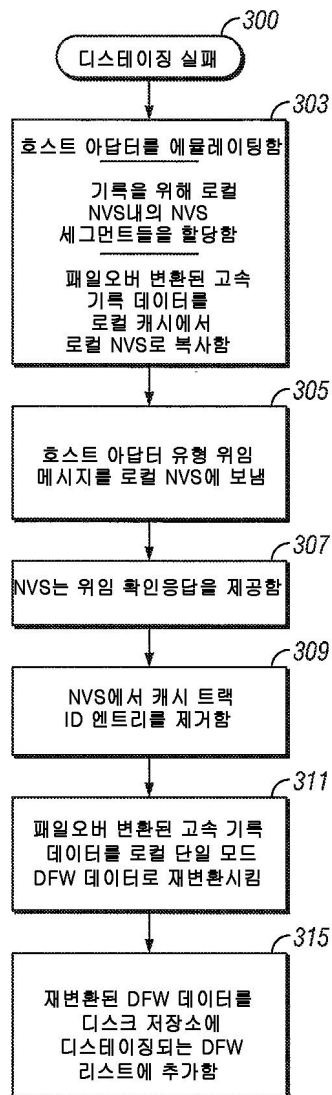 300
디스테이징 실패
303
호스트 아답터를 에뮬레이팅함
기록을 위해 로컬
NVS내의 NVS
세그먼트들을 할당함
패일오버 변환된 고속
기록 데이터를
로컬 캐시에서
로컬 NVS로 복사함
305
호스트 아답터 유형 위임
메시지를 로컬 NVS에 보냄
307
NVS는 위임 확인응답을 제공함
309
NVS에서 캐시 트랙
ID 엔트리를 제거함
311
패일오버 변환된 고속 기록
데이터를 로컬 단일 모드
DFW 데이터로 재변환시킴
315
재변환된 DFW 데이터를
디스크 저장소에
디스테이징되는 DFW
리스트에 추가함